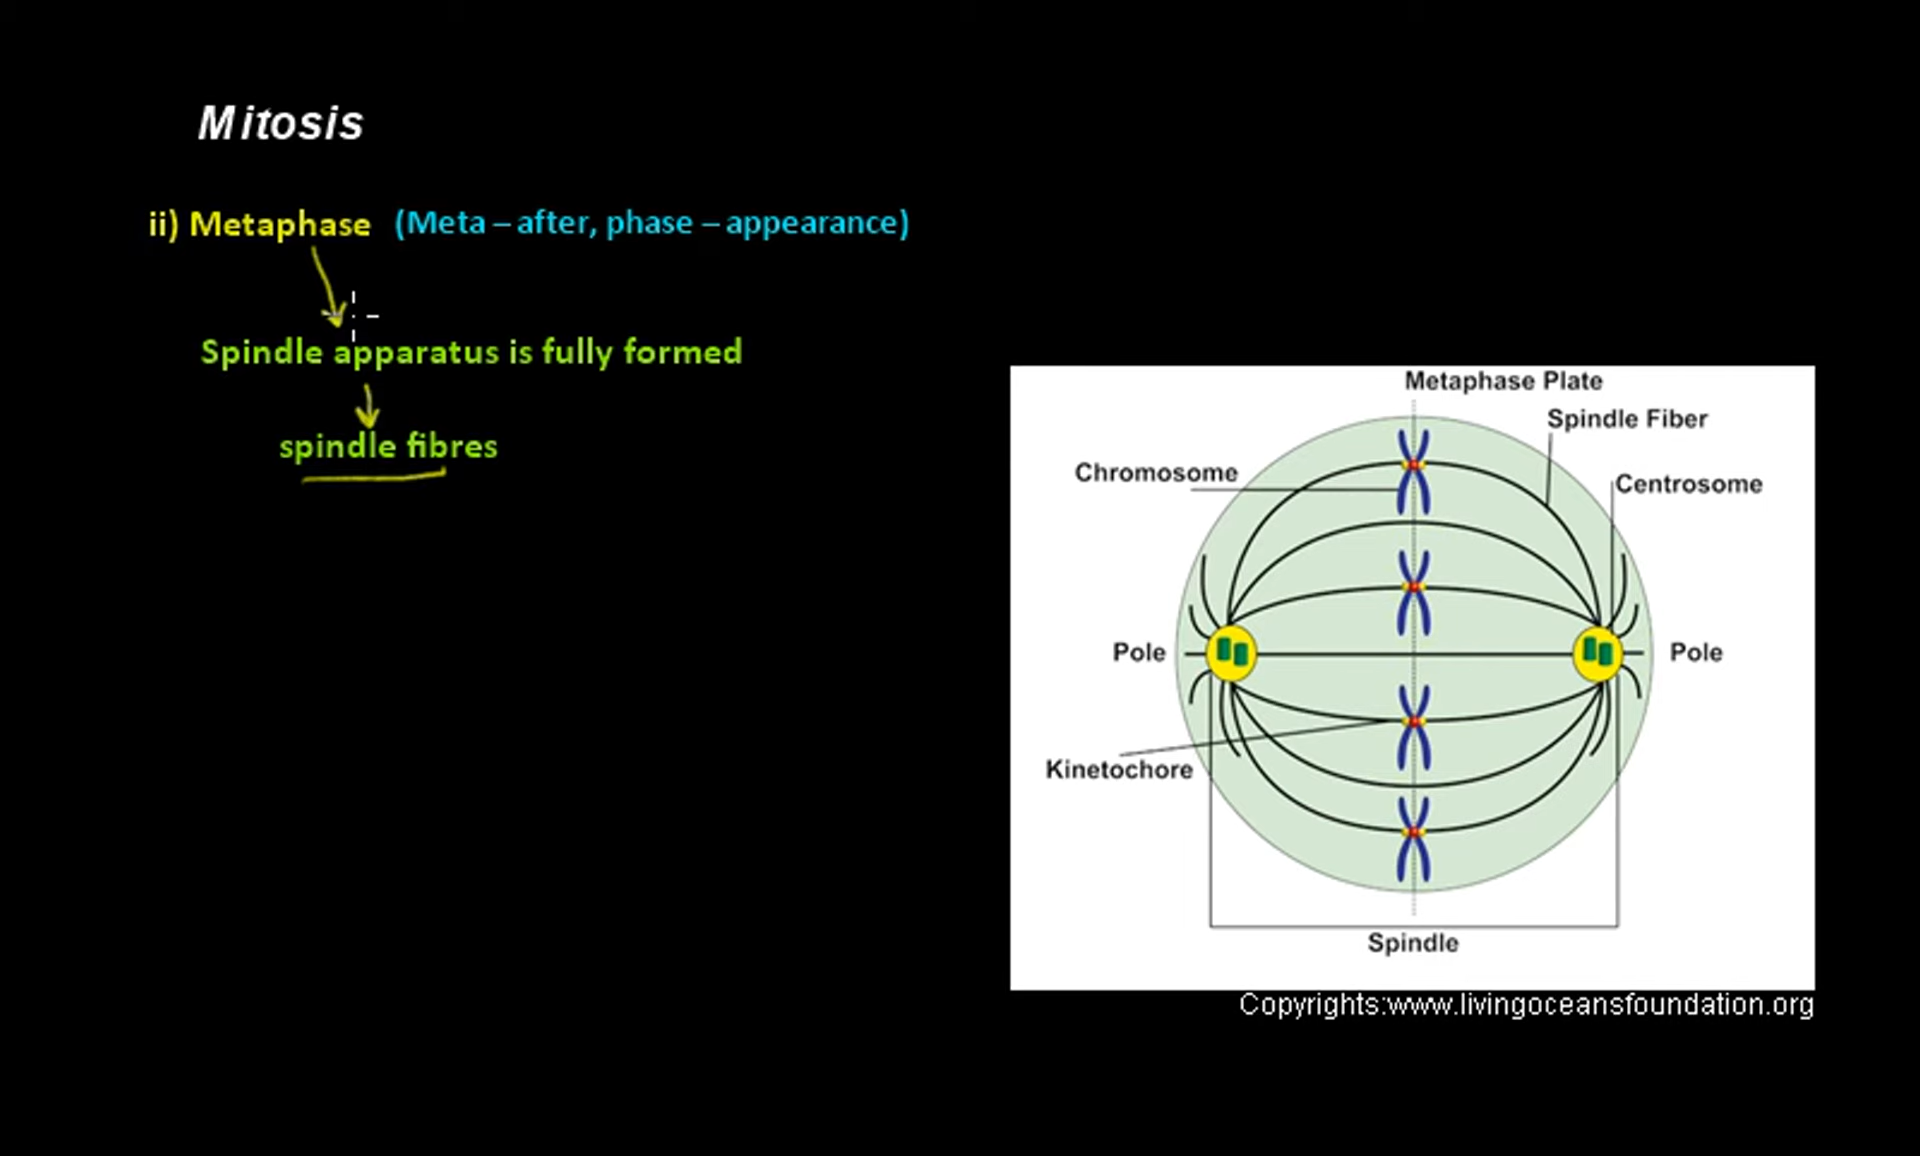 Mitosis
ii) Metaphase (Meta – after, phase – appearance)
Spindle apparatus is fully formed
spindle fibres
Metaphase Plate
Spindle Fiber
Chromosome
Centrosome
Pole
Pole
Kinetochore
Spindle
Copyrights:www.livingoceansfoundation.org